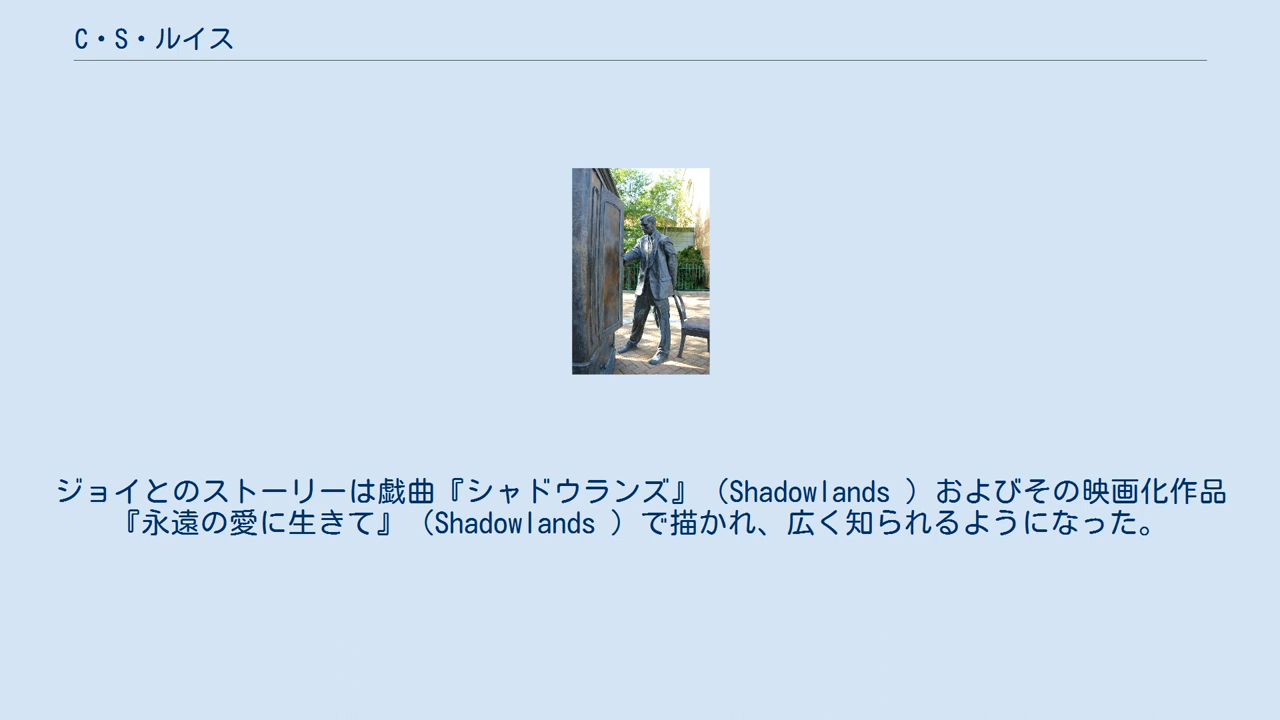 C・S・ルイス
ジョイとのストーリーは戯曲『シャドウランズ』（Shadowlands ）およびその映画化作品
『永遠の愛に生きて』（Shadowlands ）で描かれ、広く知られるようになった。